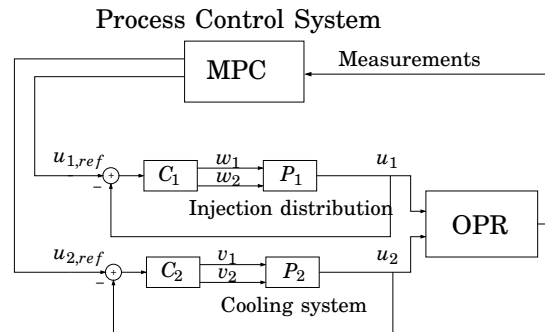 Process Control System
MPC
Measurements
u1,ref
+
−
C1
w1
w2
P1
u1
Injection distribution
OPR
u2,ref
+
−
C2
v1
v2
P2
u2
Cooling system